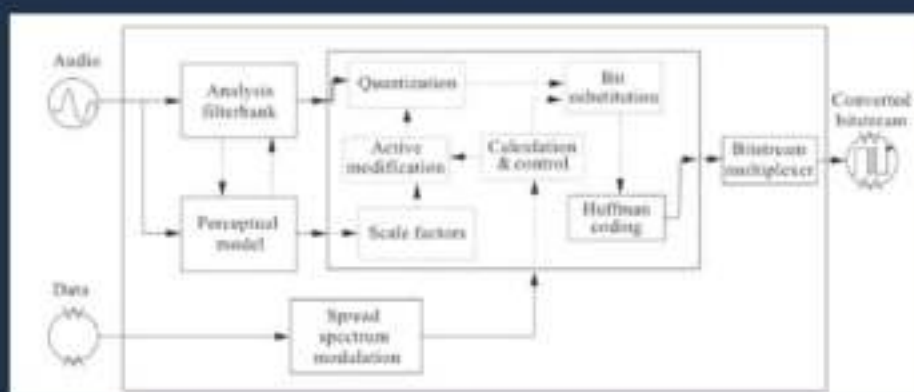 Audio
Analysis
filterbank
Quantization
Bit
substitution
Converted
bitstream
Active
modification
Calculation
& control
Bitstream
multiplexer
Perceptual
model
Scale factors
Huffman
coding
Data
Spread
spectrum
modulation